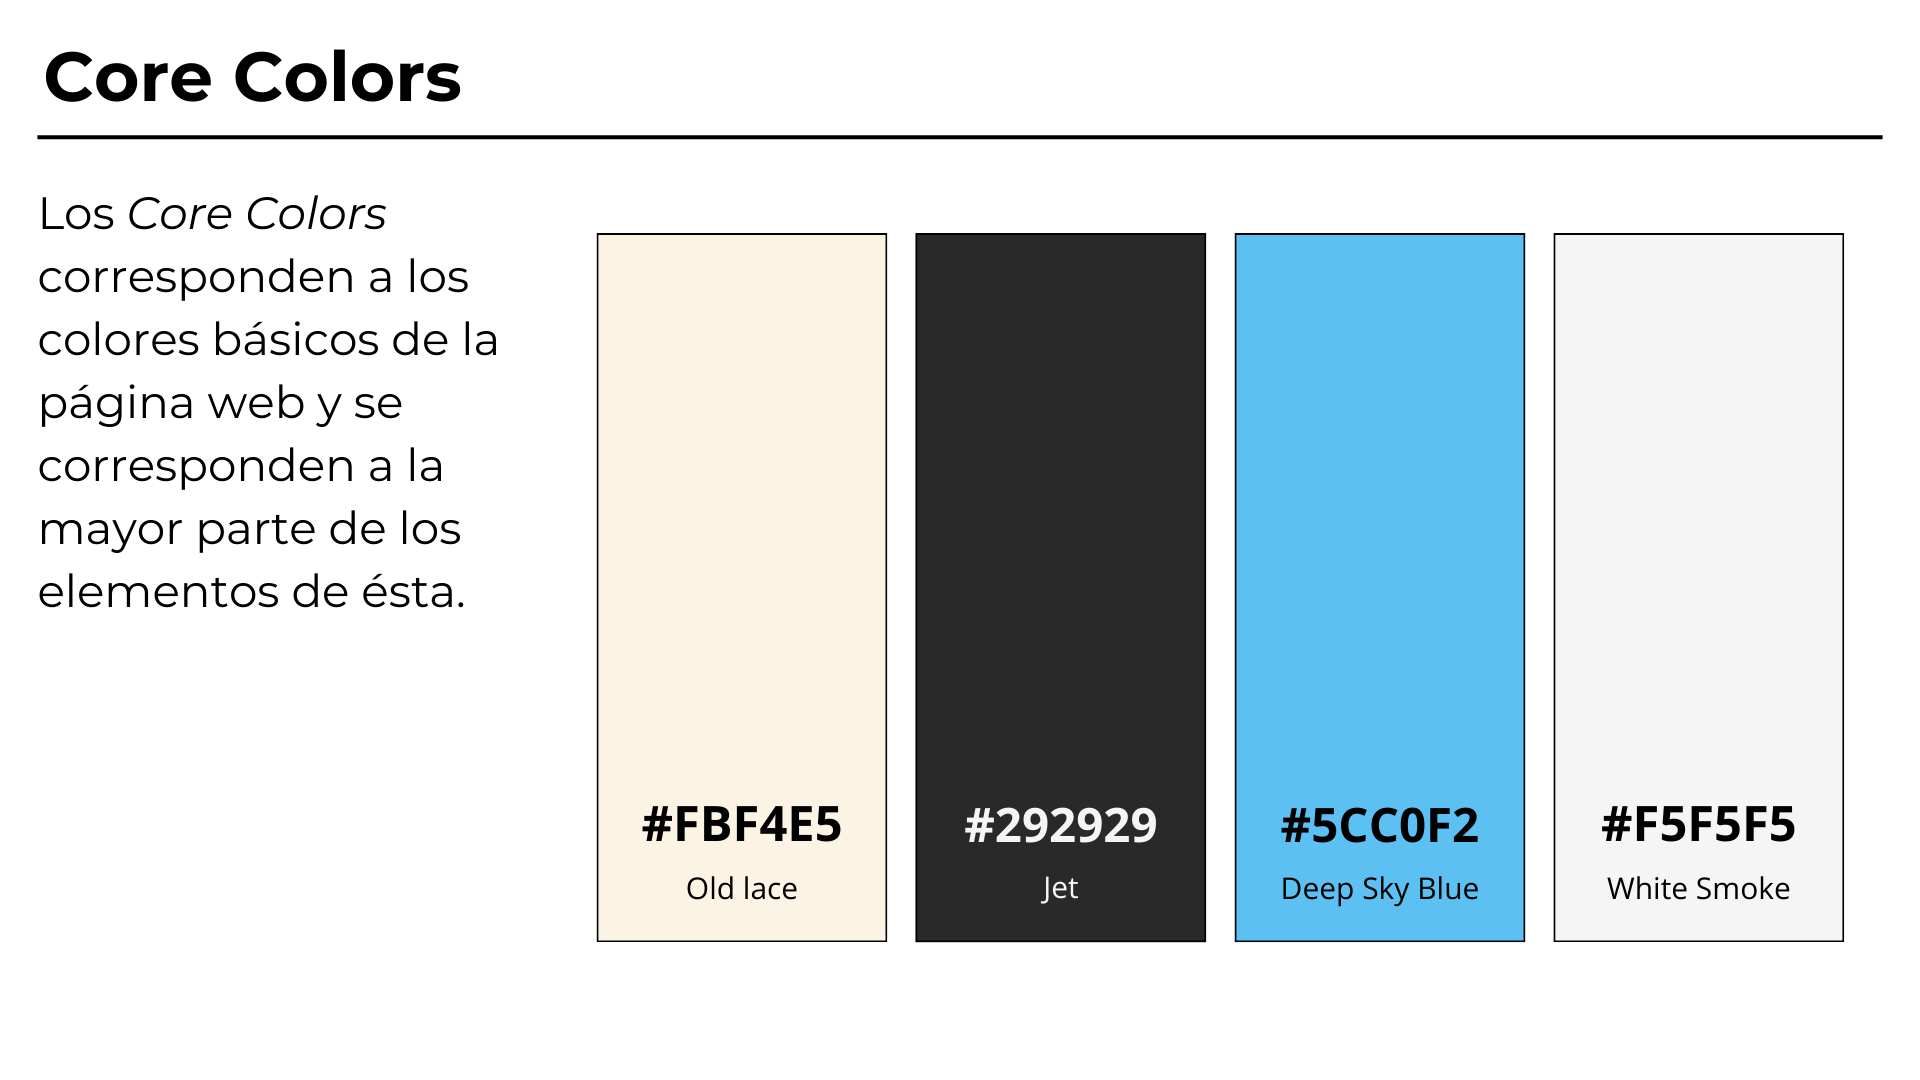 Core Colors
Los Core Colors
corresponden a los
colores básicos de la
página web y se
corresponden a la
mayor parte de los
elementos de ésta.
#FBF4E5
Old lace
#292929
Jet
#5CC0F2
Deep Sky Blue
#F5F5F5
White Smoke